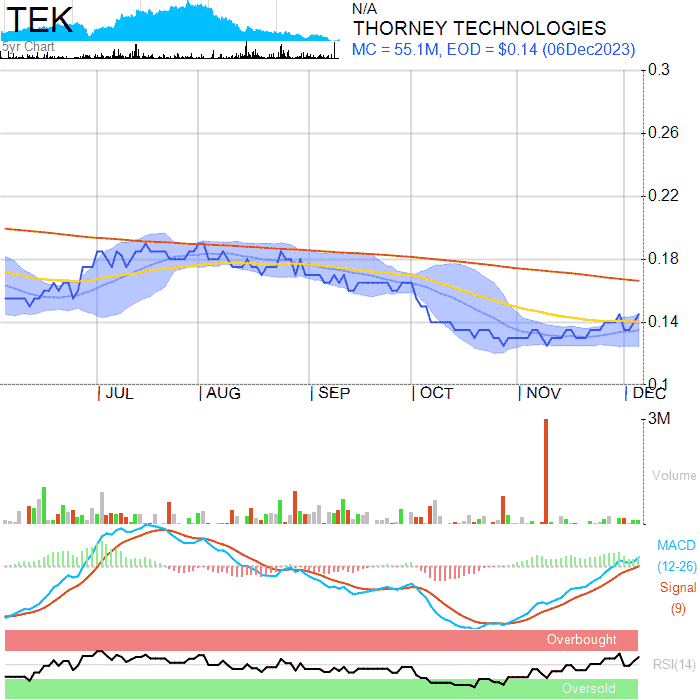 TEK
5yr Chart
N/A
THORNEY TECHNOLOGIES
MC = 55.1M, EOD = $0.14 (06Dec2023)
0.3
0.26
0.22
0.18
0.14
0.1
JUL AUG SEP OCT NOV DEC
3M
Volume
MACD
(12-26)
Signal
(9)
Overbought
RSI(14)
Oversold